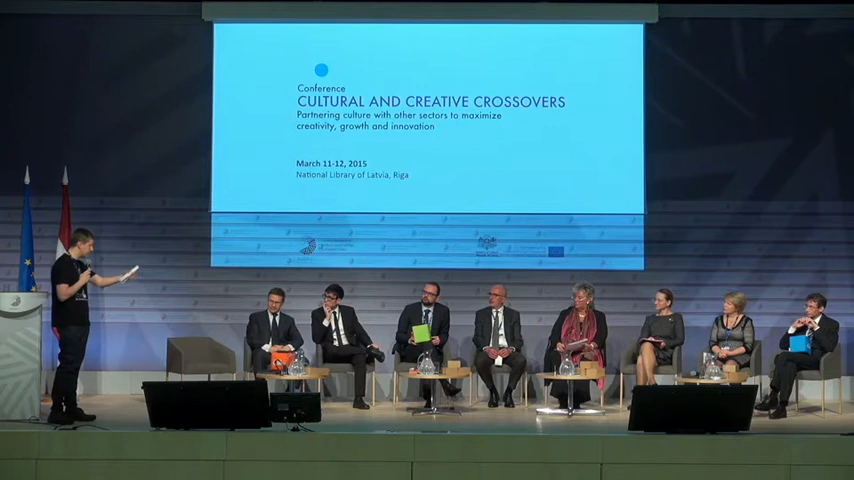 Conference
CULTURAL AND CREATIVE CROSSOVERS
Partnering culture with other sectors to maximize
creativity, growth and innovation
March 11-12, 2015
National Library of Latvia, Riga